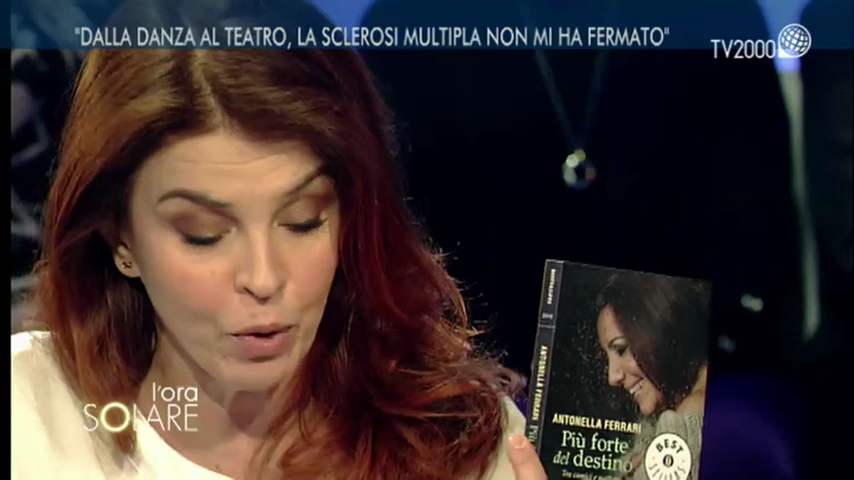 "DALLA DANZA AL TEATRO, LA SCLEROSI MULTIPLA NON MI HA FERMATO"
TV2000
l'ora
SOLARE
ANTONELLA FERRARI
ANTONELLA FERRARI
Più forte
del destino
BEST
SELLERS